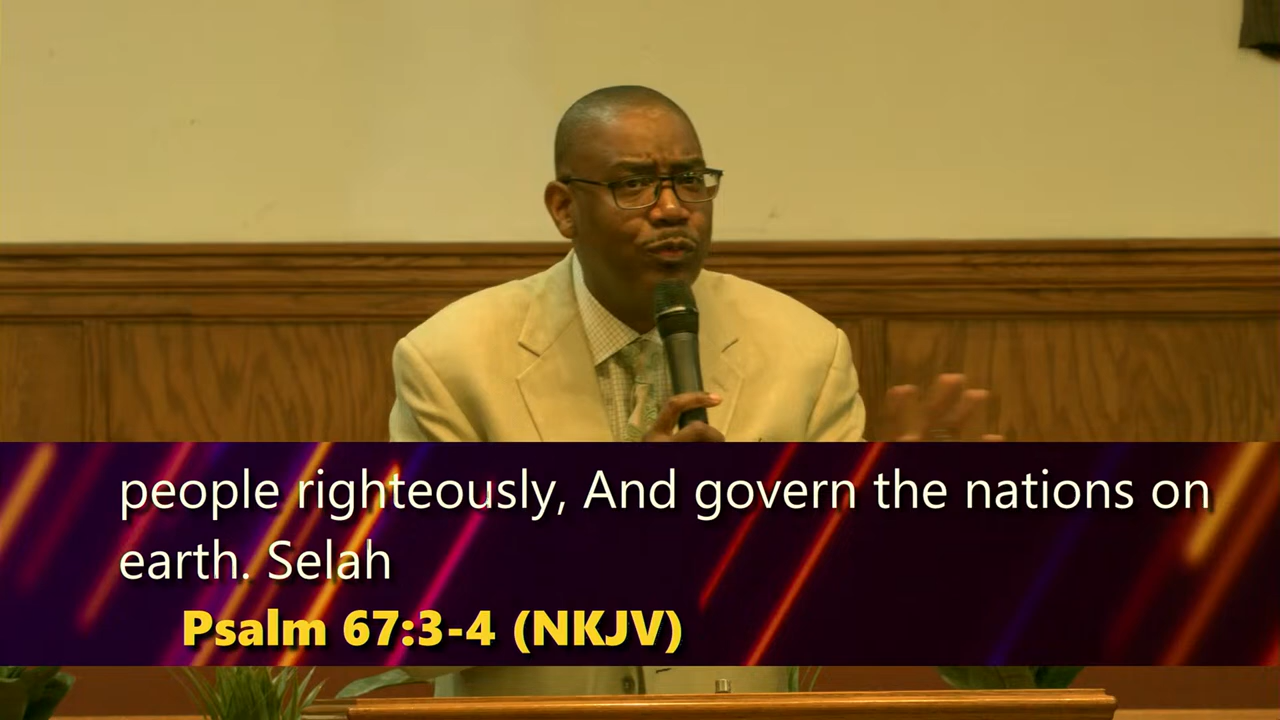 people righteously, And govern the nations on
earth. Selah
Psalm 67:3-4 (NKJV)